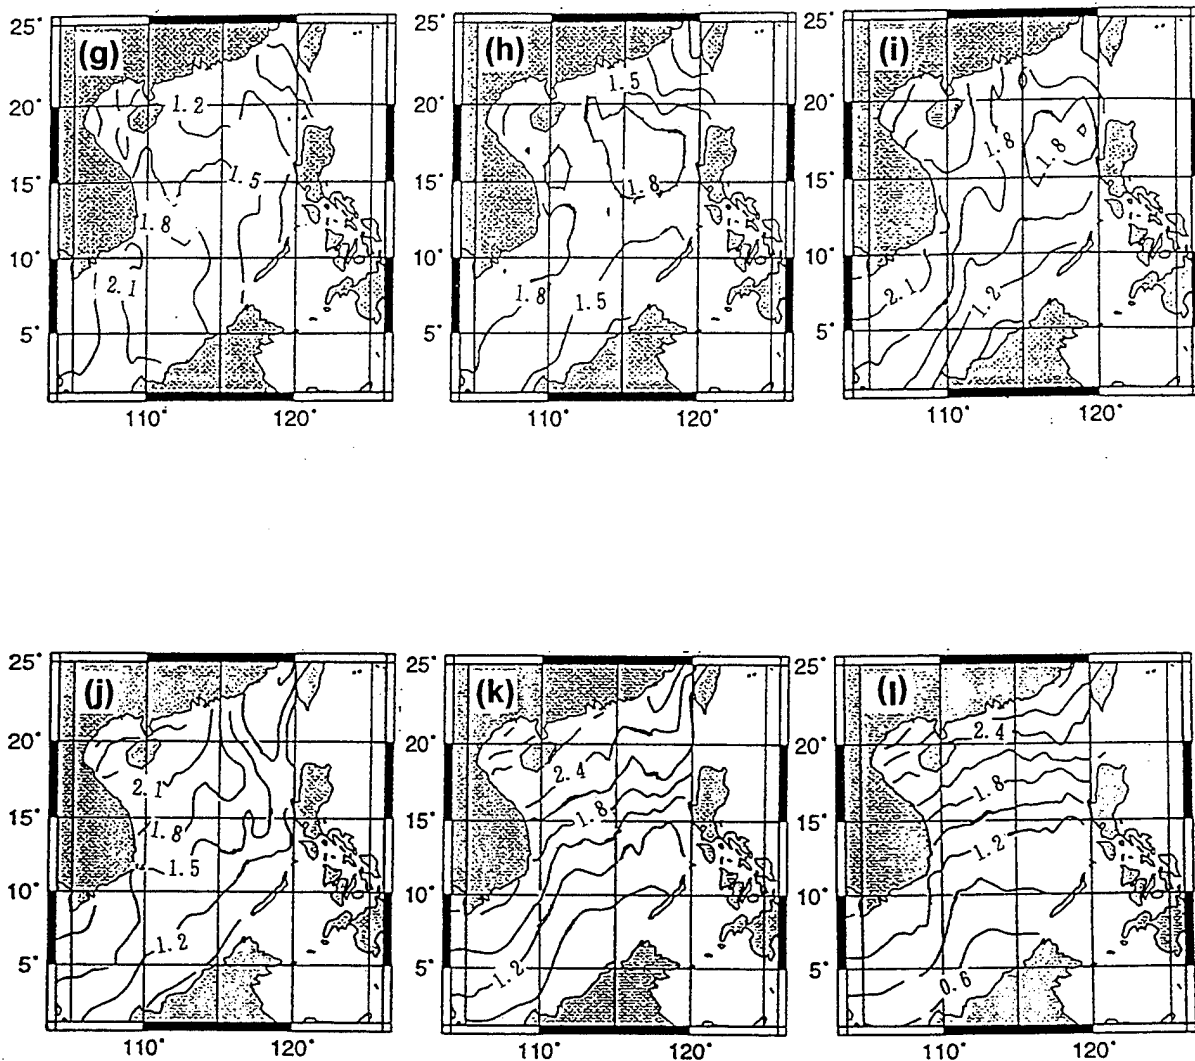 25° (g) 25° (h) 25° (i)
20° 1.2 20° 1.5 20°
15° 1.5 15° 1.8 15° 1.8 1.8
10° 1.8 10° 10°
5° 2.1 5° 1.8 1.5 5° 2.1 1.2
110° 120° 110° 120° 110° 120°
25° (j) 25° (k) 25° (l)
20° 20° 2.4 20° 2.4
15° 2.1 15° 1.8 15° 1.8
10° 1.8 10° 10° 1.2
1.5
5° 1.2 5° 1.2 5° 0.6
110° 120° 110° 120° 110° 120°